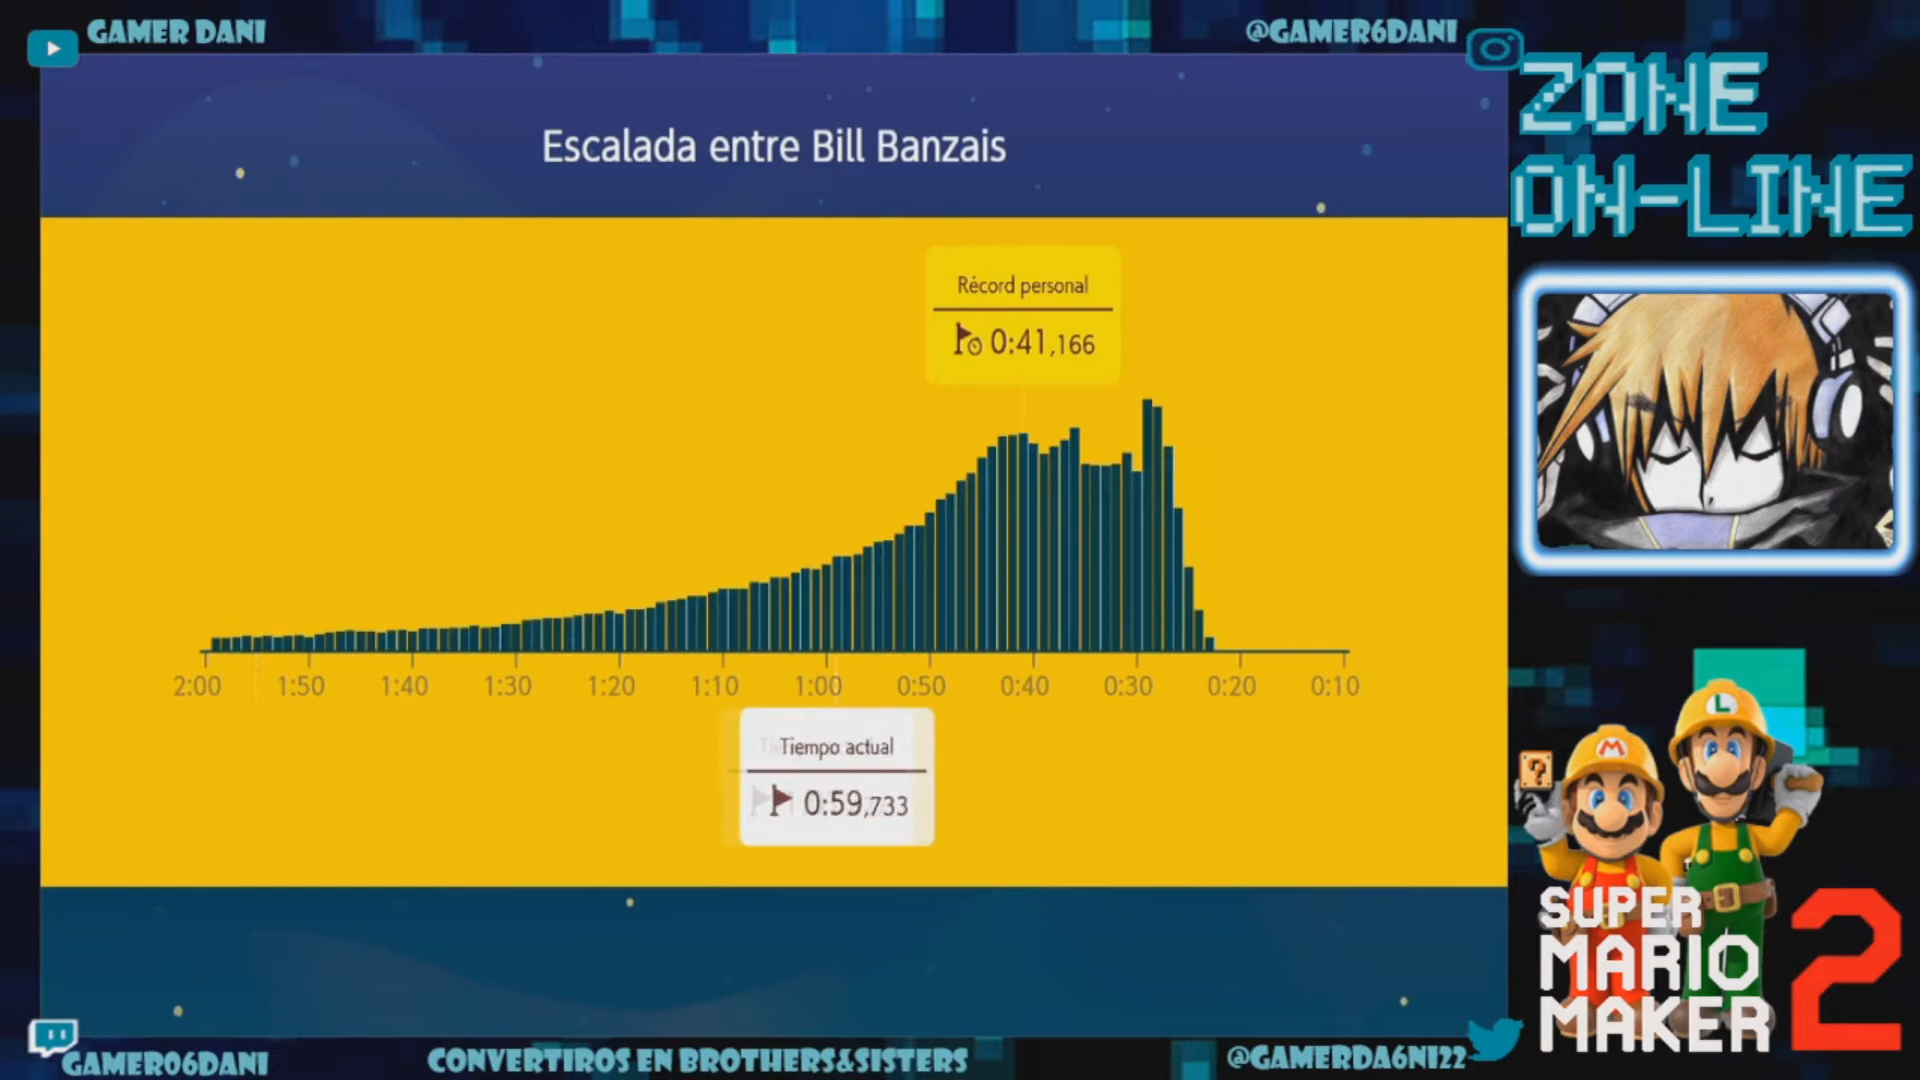 GAMER DANI
@GAMER6DANI
ZONE
ON-LINE
Escalada entre Bill Banzais
Récord personal
0:41,166
2:00 1:50 1:40 1:30 1:20 1:10 1:00 0:50 0:40 0:30 0:20 0:10
Tiempo actual
0:59,733
L
M
?
SUPER
MARIO
MAKER 2
GAMER06DANI
CONVERTIROS EN BROTHERS&SISTERS
@GAMERDA6NI22